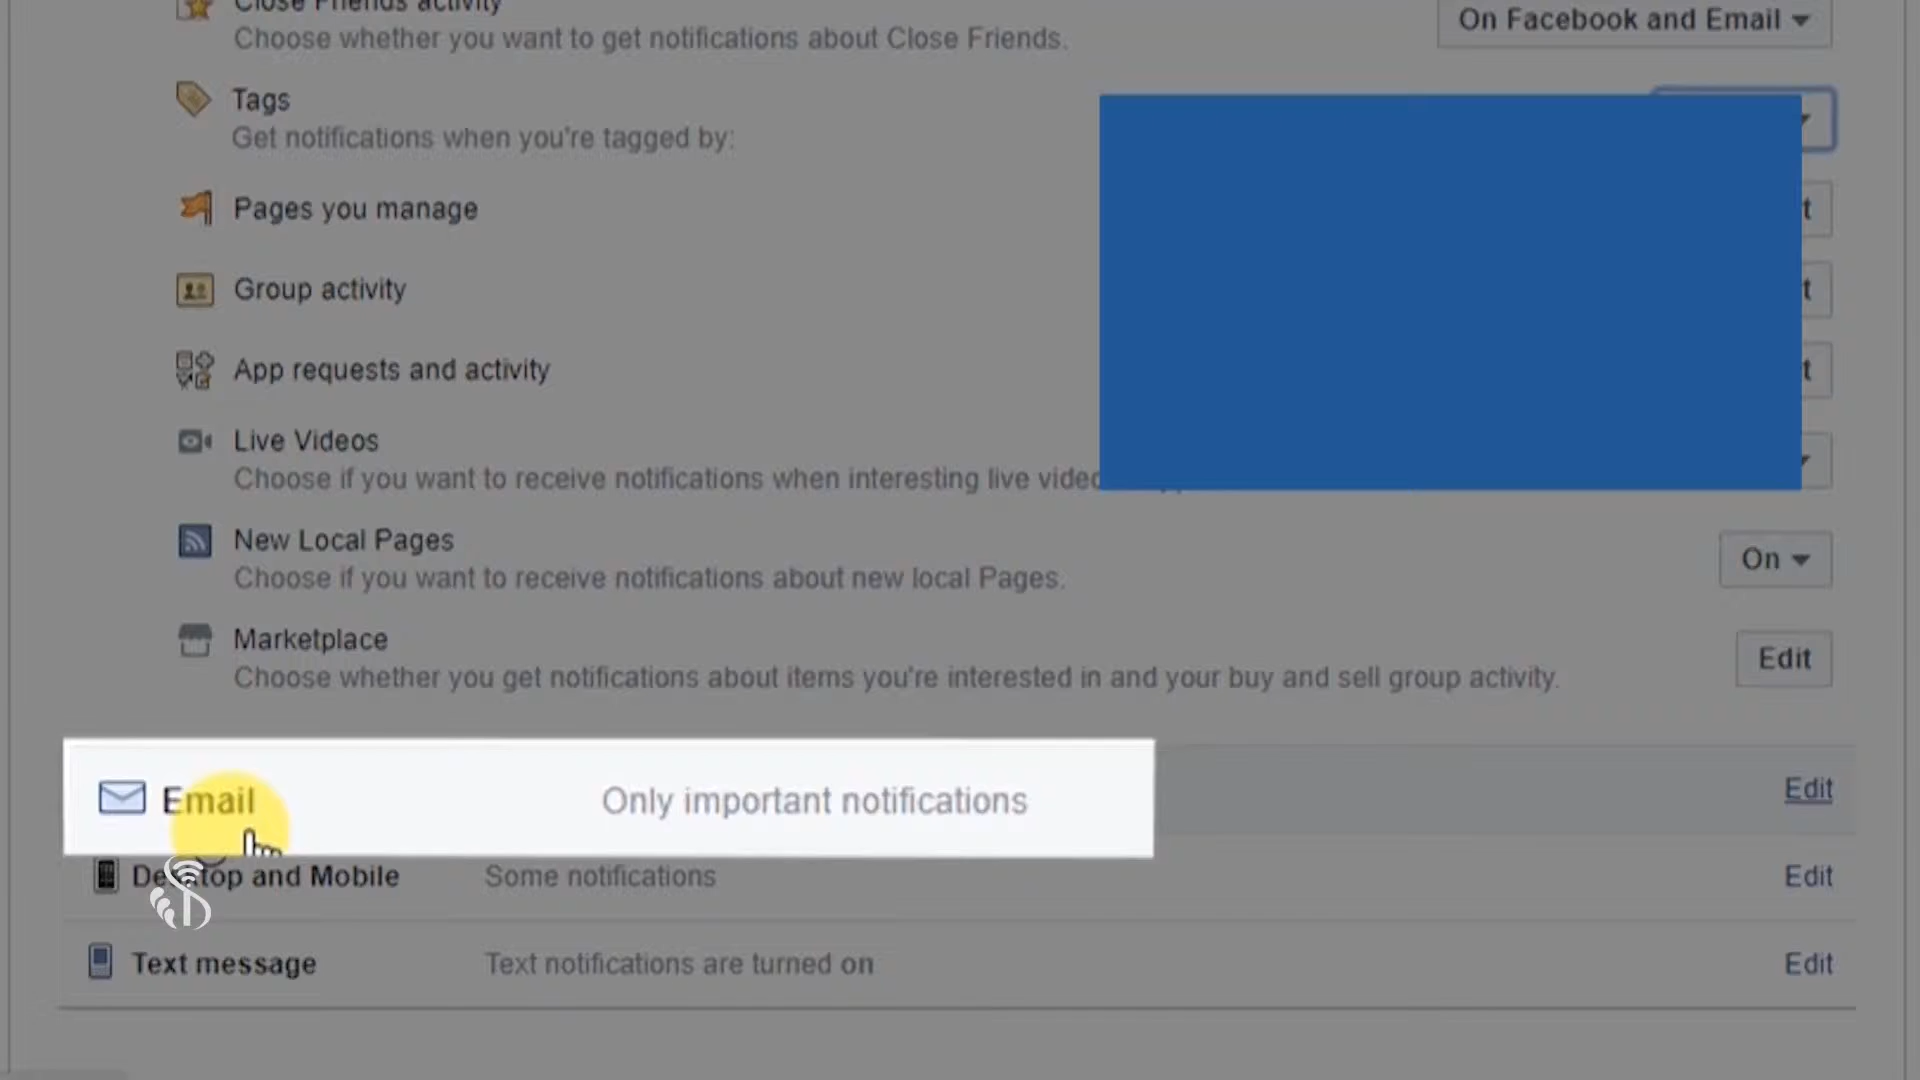 Close Friends activity
Choose whether you want to get notifications about Close Friends.
On Facebook and Email
Tags
Get notifications when you're tagged by:
Pages you manage
Group activity
App requests and activity
Live Videos
Choose if you want to receive notifications when interesting live
New Local Pages
Choose if you want to receive notifications about new local Pages.
On
Marketplace
Choose whether you get notifications about items you're interested in and your buy and sell group activity.
Edit
Email Only important notifications Edit
Desktop and Mobile Some notifications Edit
Text message Text notifications are turned on Edit